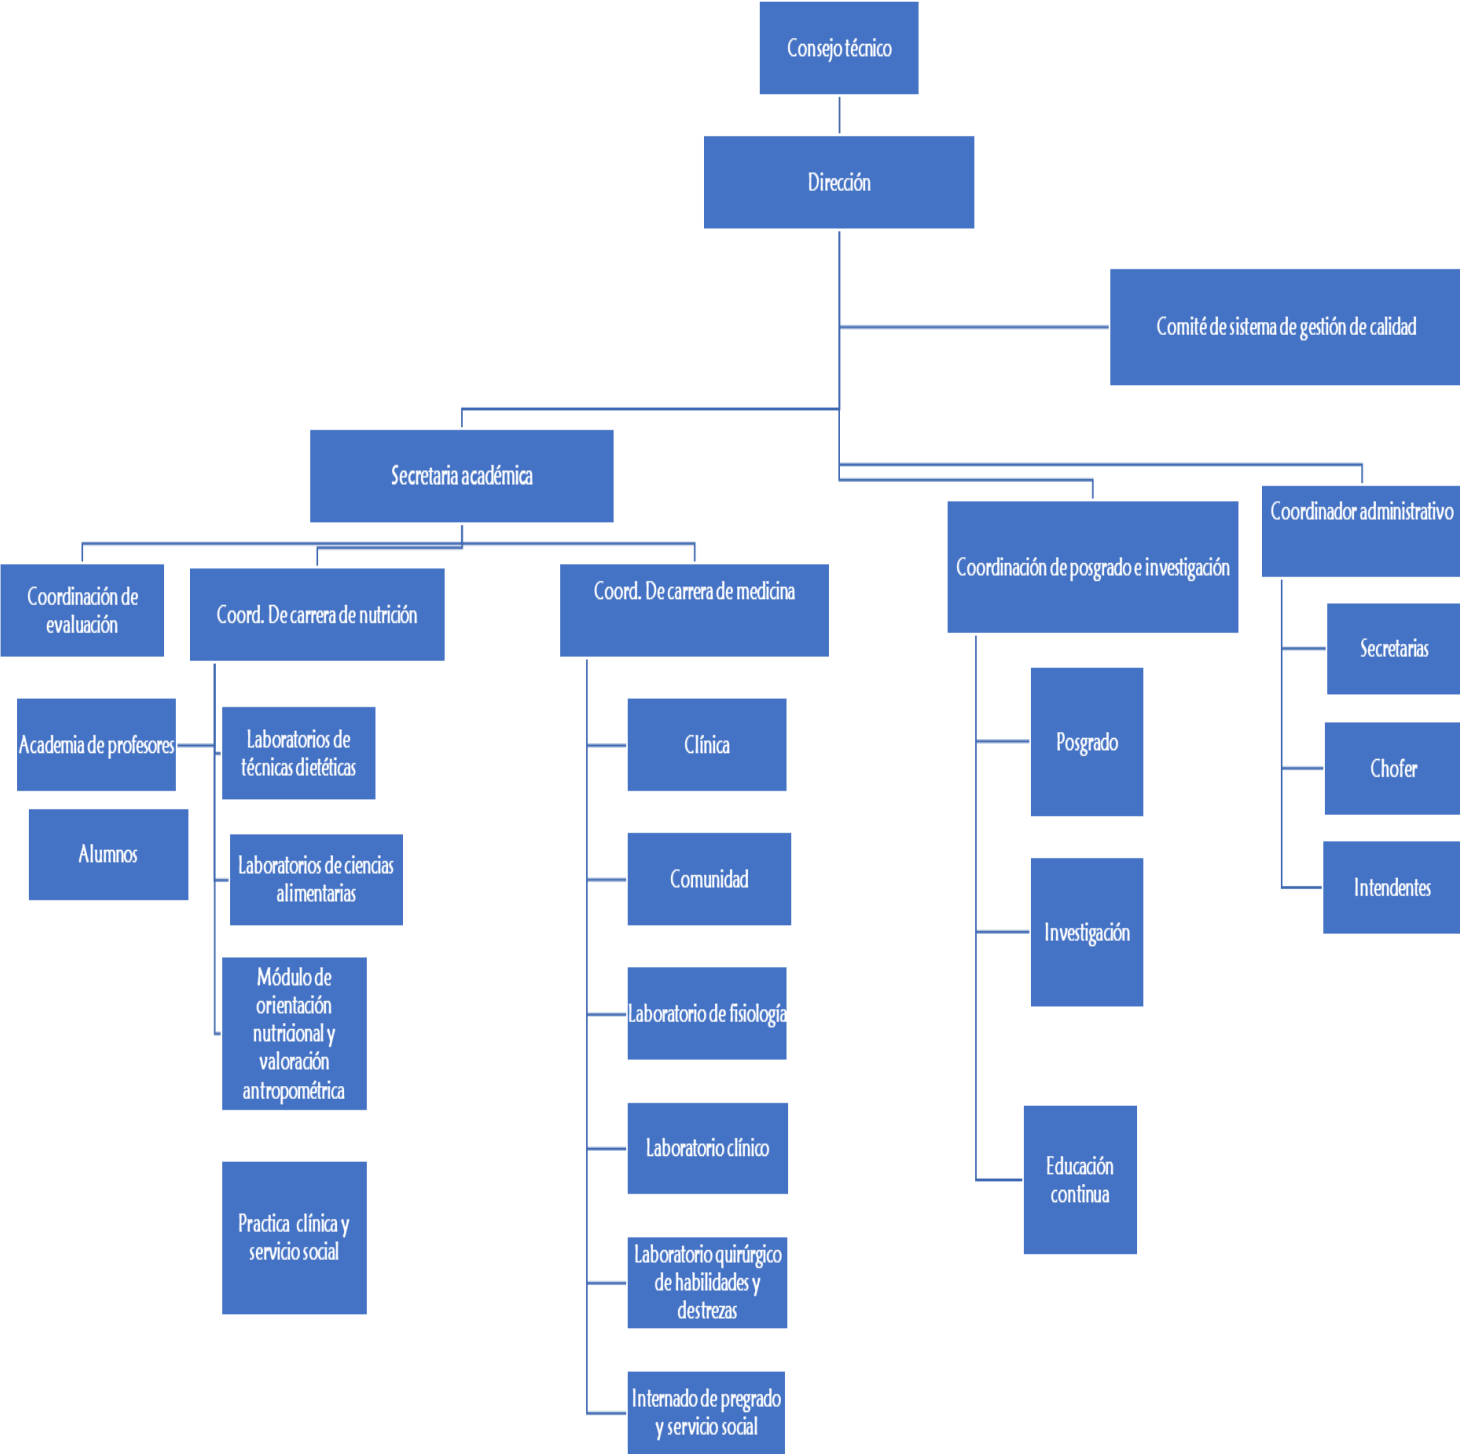 Consejo técnico
Dirección
Comité de sistema de gestión de calidad
Secretaria académica
Coordinación de posgrado e investigación
Coordinador administrativo
Coordinación de
evaluación
Coord. De carrera de nutrición
Coord. De carrera de medicina
Academia de profesores
Alumnos
Laboratorios de
técnicas dietéticas
Laboratorios de ciencias
alimentarias
Módulo de
orientación
nutricional y
valoración
antropométrica
Practica clínica y
servicio social
Clínica
Comunidad
Laboratorio de fisiología
Laboratorio clínico
Laboratorio quirúrgico
de habilidades y
destrezas
Internado de pregrado
y servicio social
Posgrado
Investigación
Educación
continua
Secretarias
Chofer
Intendentes